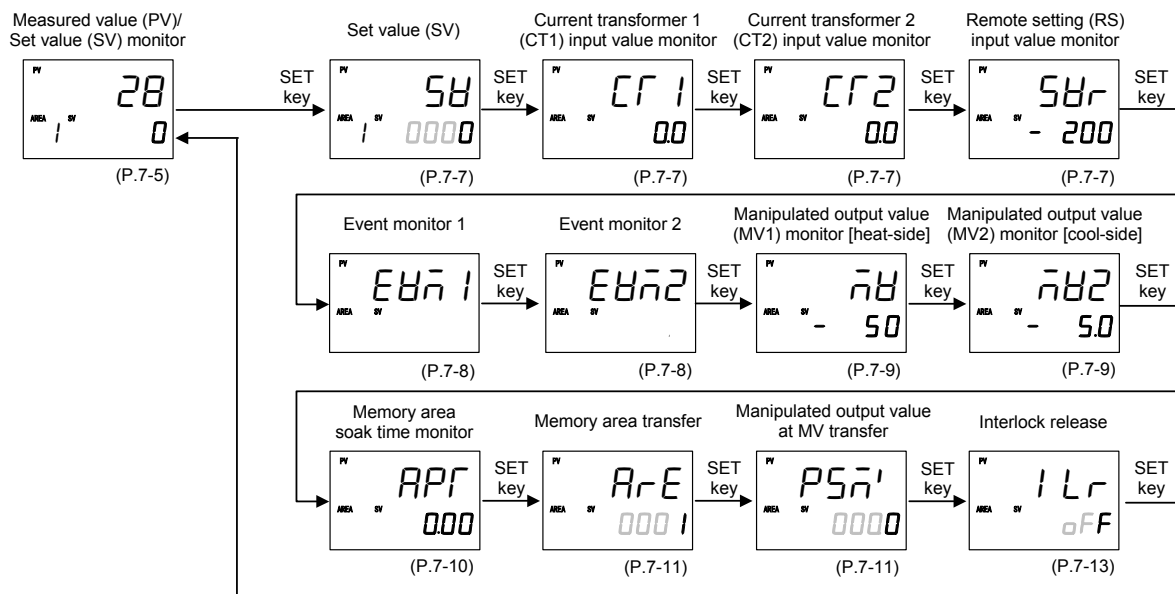 Measured value (PV)/
Set value (SV) monitor
Set value (SV)
Current transformer 1
(CT1) input value monitor
Current transformer 2
(CT2) input value monitor
Remote setting (RS)
input value monitor
PV
28
AREA 1 SV 0
SET
key
PV
SV
AREA 1 SV 0000
SET
key
PV
CT1
AREA SV 0.0
SET
key
PV
CT2
AREA SV 0.0
SET
key
PV
SVr
AREA SV - 200
SET
key
(P.7-5)
(P.7-7)
(P.7-7)
(P.7-7)
(P.7-7)
Event monitor 1
Event monitor 2
Manipulated output value
(MV1) monitor [heat-side]
Manipulated output value
(MV2) monitor [cool-side]
PV
EVM1
AREA SV
SET
key
PV
EVM2
AREA SV
SET
key
PV
MV
AREA SV - 50
SET
key
PV
MV2
AREA SV - 5.0
SET
key
(P.7-8)
(P.7-8)
(P.7-9)
(P.7-9)
Memory area
soak time monitor
Memory area transfer
Manipulated output value
at MV transfer
Interlock release
PV
APT
AREA SV 0.00
SET
key
PV
ArE
AREA SV 0001
SET
key
PV
PSM'
AREA SV 0000
SET
key
PV
ILr
AREA SV oFF
SET
key
(P.7-10)
(P.7-11)
(P.7-11)
(P.7-13)